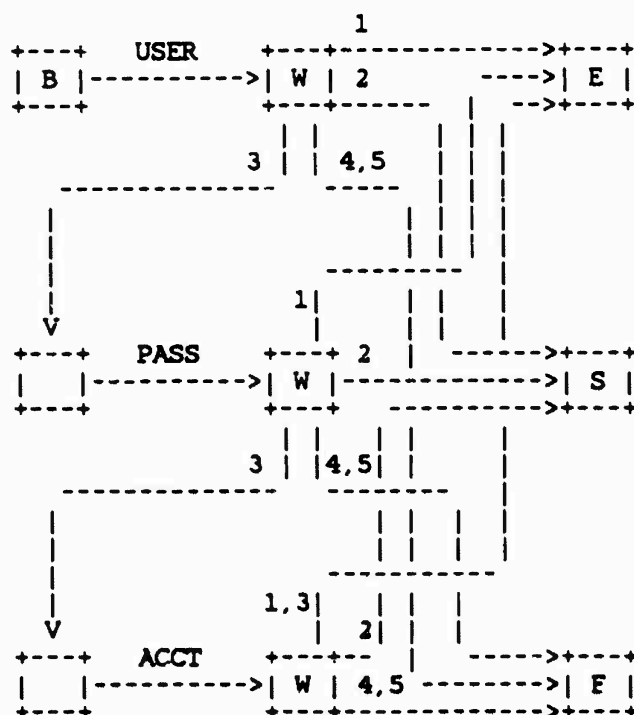 1
USER
B W 2 E
3 4,5
1
V
PASS 2
W S
3 4,5
1,3
V 2
ACCT
W 4,5 F